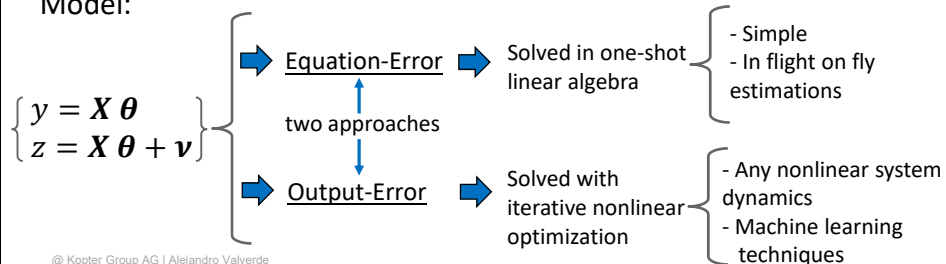 Model:
y = X θ
z = X θ + ν
Equation-Error
two approaches
Output-Error
Solved in one-shot
linear algebra
- Simple
- In flight on fly
estimations
Solved with
iterative nonlinear
optimization
- Any nonlinear system
dynamics
- Machine learning
techniques
@ Kopter Group AG | Alejandro Valverde